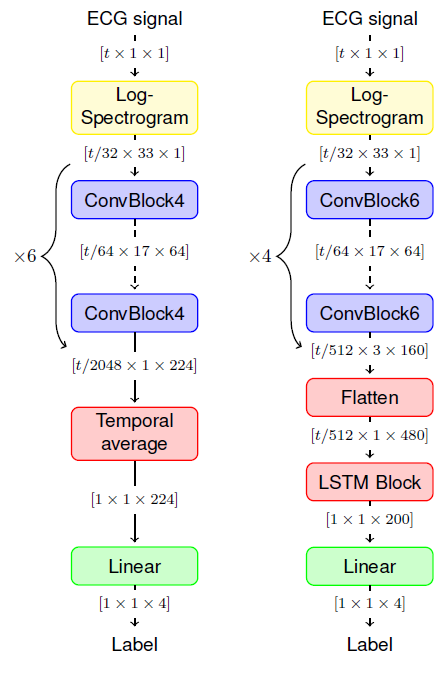 ECG signal
[t × 1 × 1]
Log-
Spectrogram
[t/32 × 33 × 1]
ConvBlock4
×6
[t/64 × 17 × 64]
ConvBlock4
[t/2048 × 1 × 224]
Temporal
average
[1 × 1 × 224]
Linear
[1 × 1 × 4]
Label
ECG signal
[t × 1 × 1]
Log-
Spectrogram
[t/32 × 33 × 1]
ConvBlock6
×4
[t/64 × 17 × 64]
ConvBlock6
[t/512 × 3 × 160]
Flatten
[t/512 × 1 × 480]
LSTM Block
[1 × 1 × 200]
Linear
[1 × 1 × 4]
Label